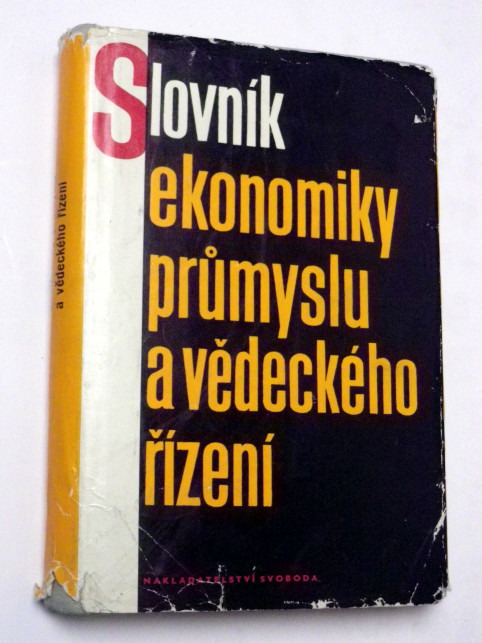 Slovník
ekonomiky
průmyslu
a vědeckého
řízení
NAKLADATELSTVÍ SVOBODA
a vědeckého řízení